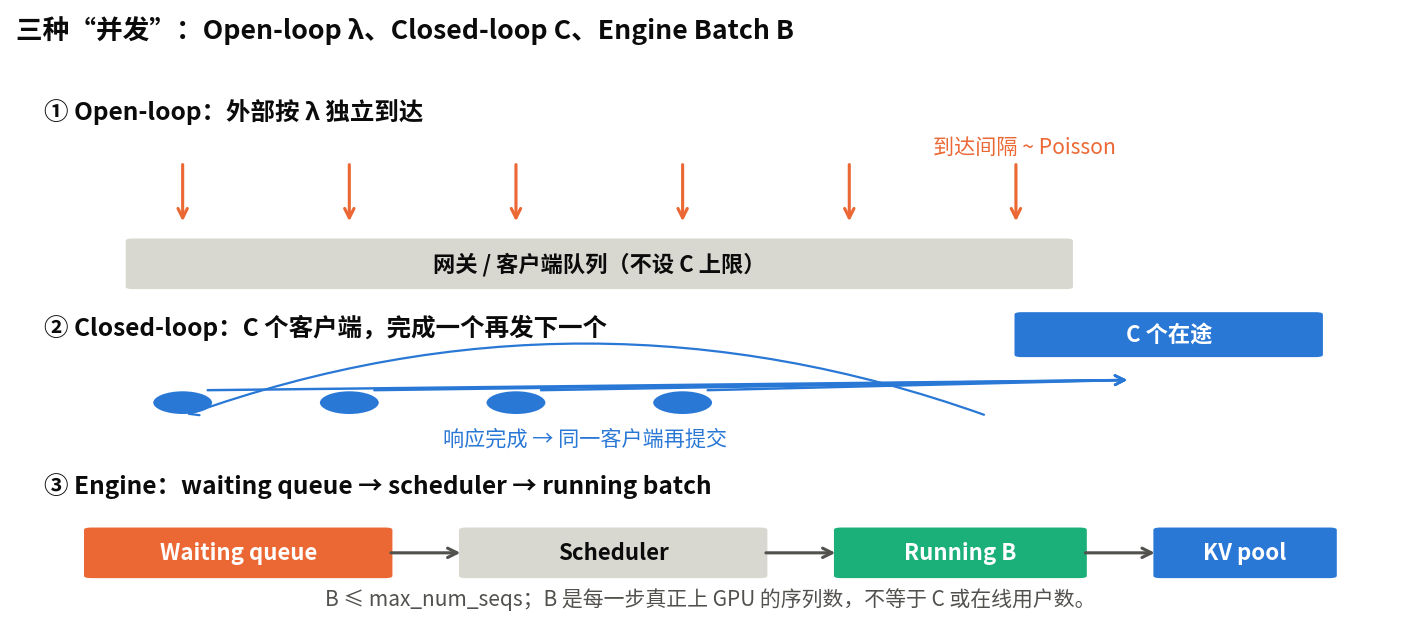 三种“并发”：Open-loop λ、Closed-loop C、Engine Batch B
① Open-loop：外部按 λ 独立到达
到达间隔 ~ Poisson
网关 / 客户端队列（不设 C 上限）
② Closed-loop：C 个客户端，完成一个再发下一个
C 个在途
响应完成 → 同一客户端再提交
③ Engine：waiting queue → scheduler → running batch
Waiting queue
Scheduler
Running B
KV pool
B ≤ max_num_seqs；B 是每一步真正上 GPU 的序列数，不等于 C 或在线用户数。